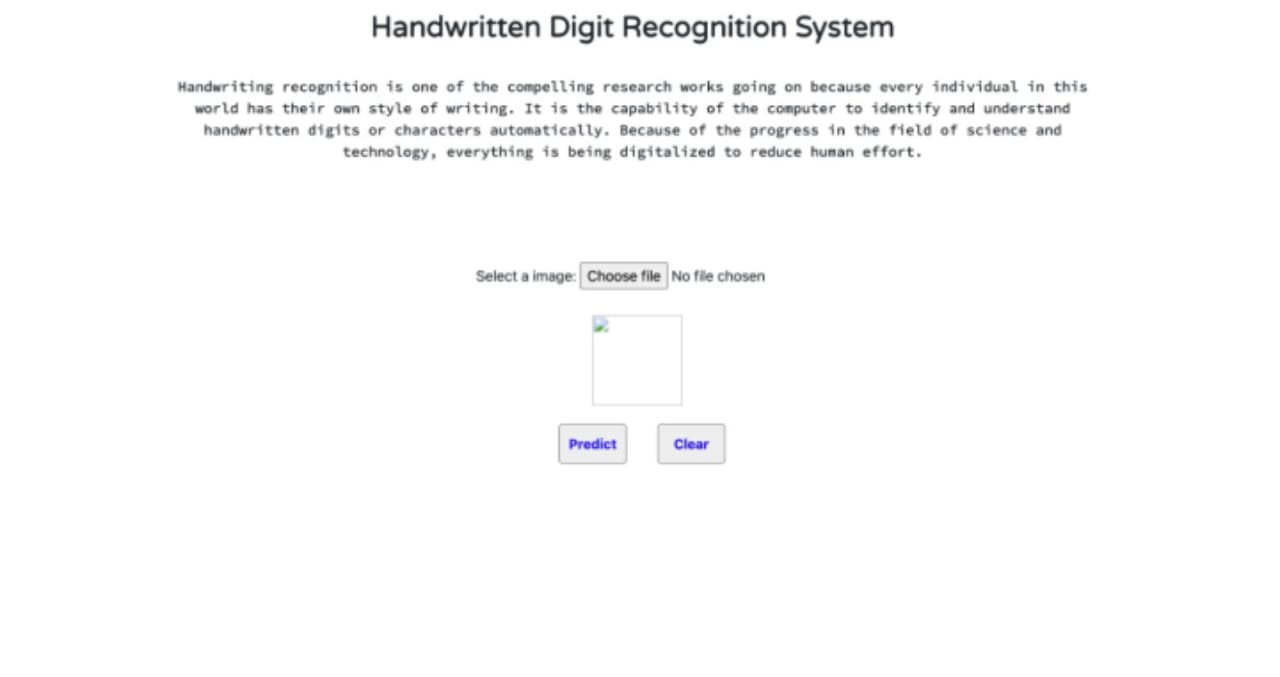 Handwritten Digit Recognition System
Handwriting recognition is one of the compelling research works going on because every individual in this
world has their own style of writing. It is the capability of the computer to identify and understand
handwritten digits or characters automatically. Because of the progress in the field of science and
technology, everything is being digitalized to reduce human effort.
Select a image: Choose file No file chosen
Predict Clear